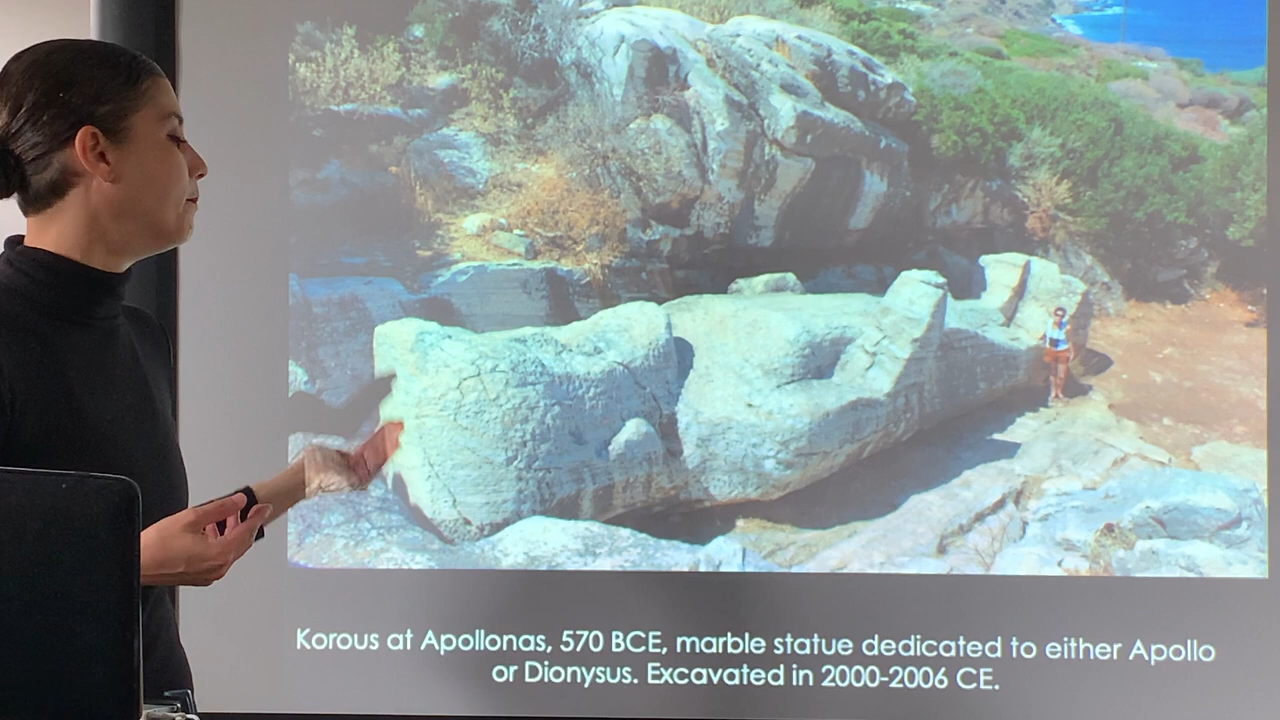 Korous at Apollonas, 570 BCE, marble statue dedicated to either Apollo
or Dionysus. Excavated in 2000-2006 CE.